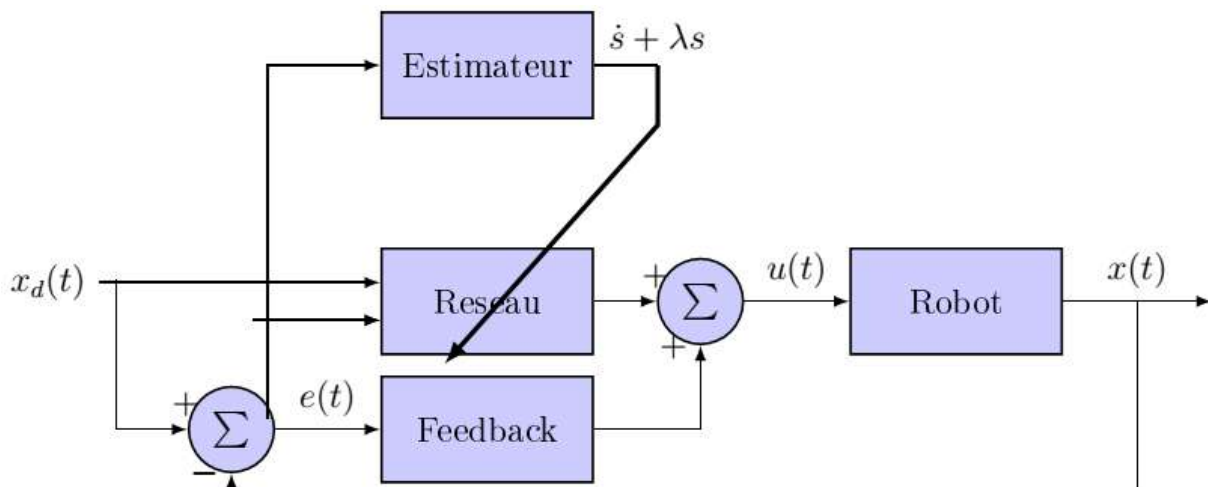 Estimateur
ṡ + λs
x_d(t)
Reseau
+
Σ
u(t)
Robot
x(t)
+
+
Σ
e(t)
Feedback
−